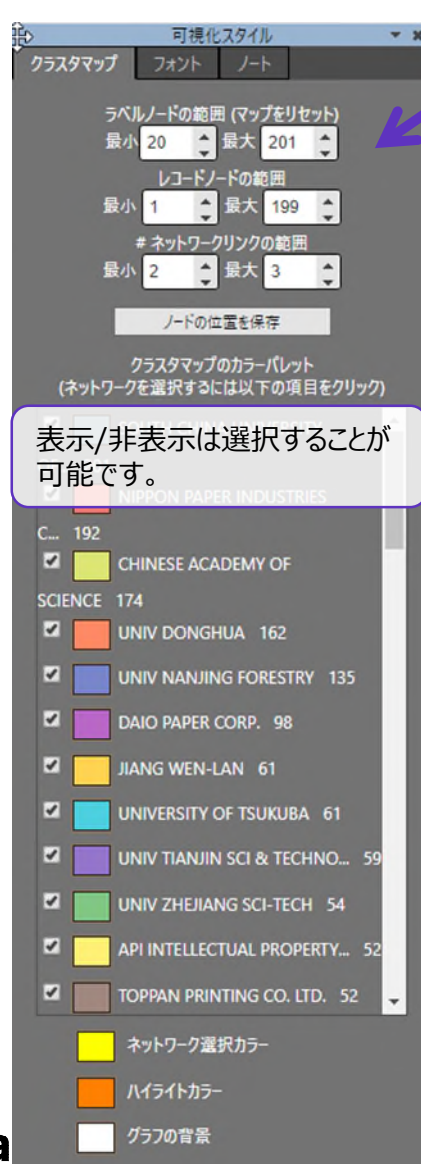 可視化スタイル
クラスタマップ フォント ノート
ラベルノードの範囲 (マップをリセット)
最小 20 最大 201
レコードノードの範囲
最小 1 最大 199
# ネットワークリンクの範囲
最小 2 最大 3
ノードの位置を保存
クラスタマップのカラーパレット
(ネットワークを選択するには以下の項目をクリック)
表示/非表示は選択することが
可能です。
NIPPON PAPER INDUSTRIES
C... 192
CHINESE ACADEMY OF
SCIENCE 174
UNIV DONGHUA 162
UNIV NANJING FORESTRY 135
DAIO PAPER CORP. 98
JIANG WEN-LAN 61
UNIVERSITY OF TSUKUBA 61
UNIV TIANJIN SCI & TECHNO... 59
UNIV ZHEJIANG SCI-TECH 54
API INTELLECTUAL PROPERTY... 52
TOPPAN PRINTING CO. LTD. 52
ネットワーク選択カラー
ハイライトカラー
グラフの背景
a